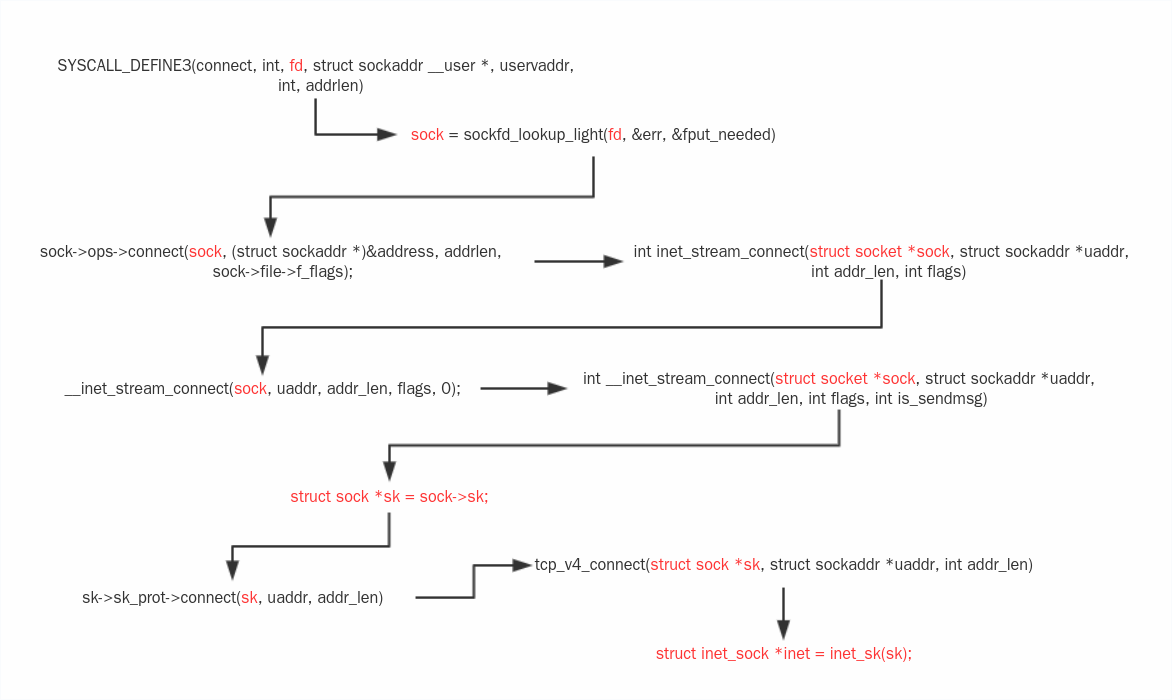 SYSCALL_DEFINE3(connect, int, fd, struct sockaddr __user *, uservaddr,
int, addrlen)
sock = sockfd_lookup_light(fd, &err, &fput_needed)
sock->ops->connect(sock, (struct sockaddr *)&address, addrlen,
sock->file->f_flags);
int inet_stream_connect(struct socket *sock, struct sockaddr *uaddr,
int addr_len, int flags)
__inet_stream_connect(sock, uaddr, addr_len, flags, 0);
int __inet_stream_connect(struct socket *sock, struct sockaddr *uaddr,
int addr_len, int flags, int is_sendmsg)
struct sock *sk = sock->sk;
sk->sk_prot->connect(sk, uaddr, addr_len)
tcp_v4_connect(struct sock *sk, struct sockaddr *uaddr, int addr_len)
struct inet_sock *inet = inet_sk(sk);